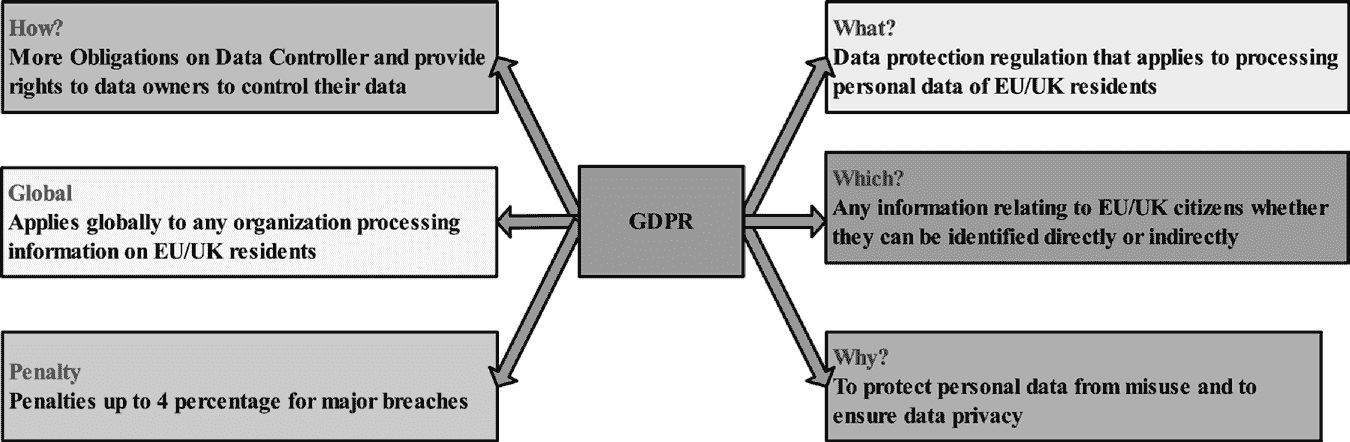 How?
More Obligations on Data Controller and provide
rights to data owners to control their data
Global
Applies globally to any organization processing
information on EU/UK residents
Penalty
Penalties up to 4 percentage for major breaches
GDPR
What?
Data protection regulation that applies to processing
personal data of EU/UK residents
Which?
Any information relating to EU/UK citizens whether
they can be identified directly or indirectly
Why?
To protect personal data from misuse and to
ensure data privacy